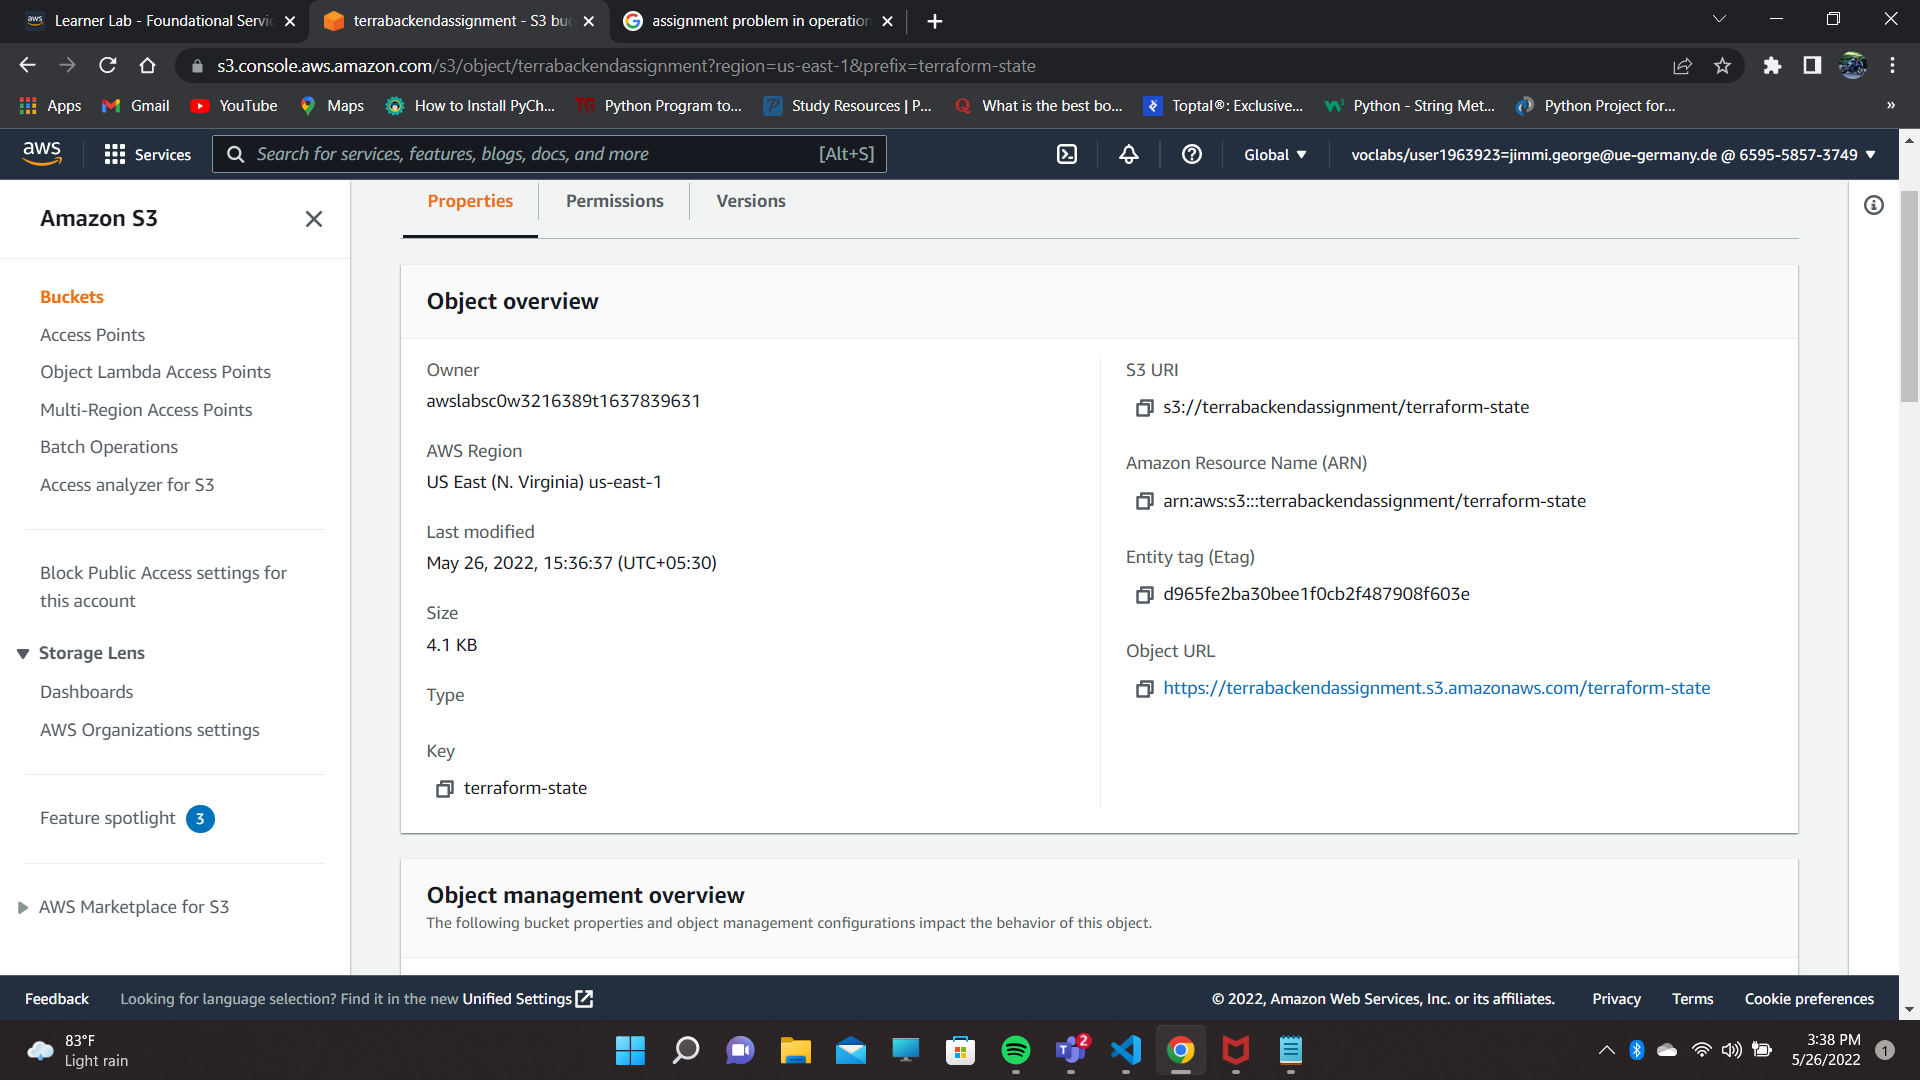 Learner Lab - Foundational Servic
terrabackendassignment - S3 buc
assignment problem in operation
s3.console.aws.amazon.com/s3/object/terrabackendassignment?region=us-east-1&prefix=terraform-state
Apps
Gmail
YouTube
Maps
How to Install PyCh...
TG
Python Program to...
Study Resources | P...
What is the best bo...
Toptal®: Exclusive...
Python - String Met...
Python Project for...
»
aws
Services
Search for services, features, blogs, docs, and more
[Alt+S]
Global
voclabs/user1963923=jimmi.george@ue-germany.de @ 6595-5857-3749
Amazon S3
Buckets
Access Points
Object Lambda Access Points
Multi-Region Access Points
Batch Operations
Access analyzer for S3
Block Public Access settings for
this account
Storage Lens
Dashboards
AWS Organizations settings
Feature spotlight 3
AWS Marketplace for S3
Properties
Permissions
Versions
Object overview
Owner
awslabsc0w3216389t1637839631
AWS Region
US East (N. Virginia) us-east-1
Last modified
May 26, 2022, 15:36:37 (UTC+05:30)
Size
4.1 KB
Type
Key
terraform-state
S3 URI
s3://terrabackendassignment/terraform-state
Amazon Resource Name (ARN)
arn:aws:s3:::terrabackendassignment/terraform-state
Entity tag (Etag)
d965fe2ba30bee1f0cb2f487908f603e
Object URL
https://terrabackendassignment.s3.amazonaws.com/terraform-state
Object management overview
The following bucket properties and object management configurations impact the behavior of this object.
Feedback
Looking for language selection? Find it in the new Unified Settings
© 2022, Amazon Web Services, Inc. or its affiliates.
Privacy
Terms
Cookie preferences
83°F
Light rain
2
3:38 PM
5/26/2022
1